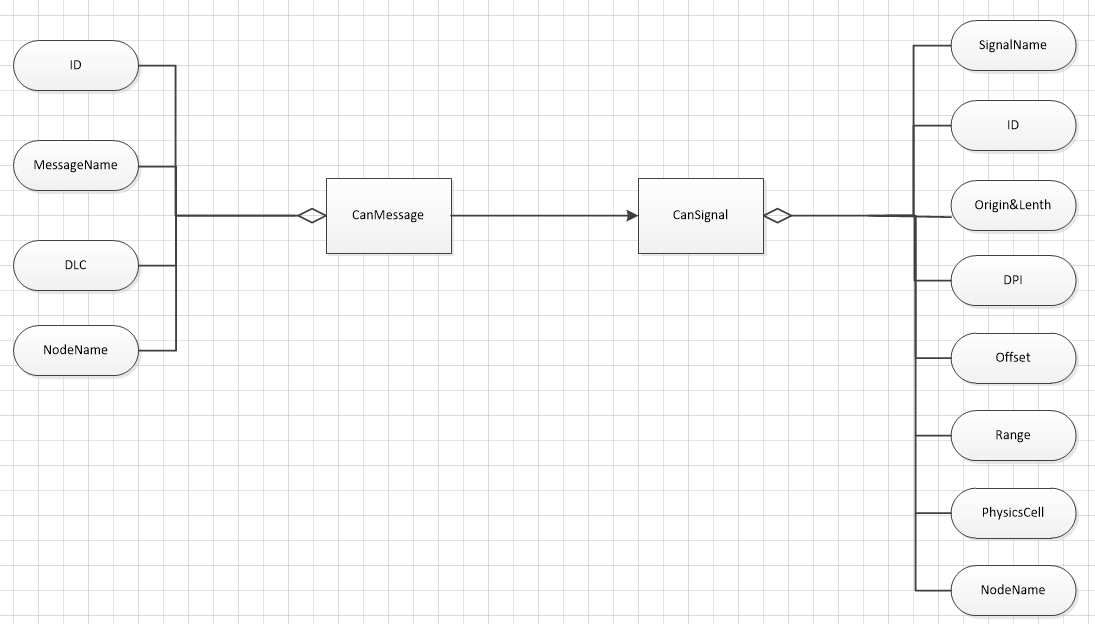 ID
MessageName
DLC
NodeName
CanMessage
CanSignal
SignalName
ID
Origin&Lenth
DPI
Offset
Range
PhysicsCell
NodeName